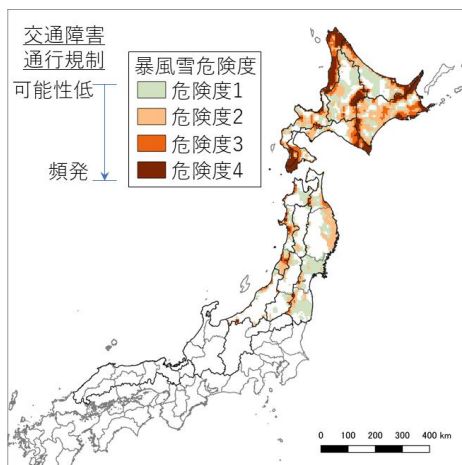 交通障害
通行規制
可能性低
頻発
暴風雪危険度
危険度1
危険度2
危険度3
危険度4
0 100 200 300 400 km